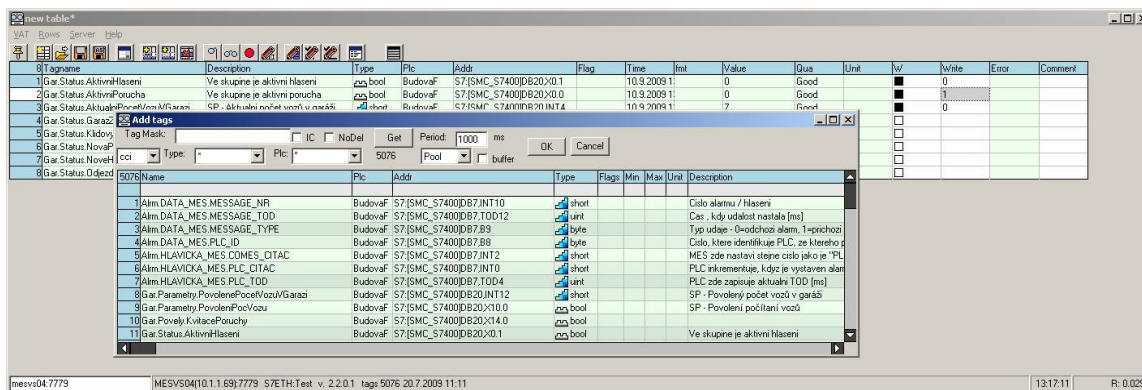 new table*
VAT Rows Server Help
8 Tagname Description Type Plc Addr Flag Time fmt Value Qua Unit W Write Error Comment
1 Gar.Status.AktivniHlaseni Ve skupine je aktivni hlaseni bool BudovaF S7:[SMC_S7400]DB20,X0.1 10.9.2009 1 0 Good 0
2 Gar.Status.AktivniPorucha Ve skupine je aktivni porucha bool BudovaF S7:[SMC_S7400]DB20,X0.0 10.9.2009 1 0 Good 1
3 Gar.Status.AktualniPocetVozuVGarazi SP - Aktualni počet vozů v garáži short BudovaF S7:[SMC_S7400]DB20,INT4 10.9.2009 1 7 Good 0
4 Gar.Status.GarazZ
5 Gar.Status.Klidovy
6 Gar.Status.NovaP
7 Gar.Status.NoveH
8 Gar.Status.Odjezd
Add tags
Tag Mask: IC NoDel Get Period: 1000 ms OK Cancel
cci Type: * Plc: * 5076 Pool buffer
5076 Name Plc Addr Type Flags Min Max Unit Description
1 Alrm.DATA_MES.MESSAGE_NR BudovaF S7:[SMC_S7400]DB7,INT10 short Cislo alarmu / hlaseni
2 Alrm.DATA_MES.MESSAGE_TOD BudovaF S7:[SMC_S7400]DB7,TOD12 uint Cas , kdy udalost nastala [ms]
3 Alrm.DATA_MES.MESSAGE_TYPE BudovaF S7:[SMC_S7400]DB7,B9 byte Typ udaje - 0=odchozi alarm, 1=prichozi
4 Alrm.DATA_MES.PLC_ID BudovaF S7:[SMC_S7400]DB7,B8 byte Cislo, ktere identifikuje PLC, ze ktereho p
5 Alrm.HLAVICKA_MES.COMES_CITAC BudovaF S7:[SMC_S7400]DB7,INT2 short MES zde nastavi stejne cislo jako je "PL
6 Alrm.HLAVICKA_MES.PLC_CITAC BudovaF S7:[SMC_S7400]DB7,INT0 short PLC inkrementuje, kdyz je vystaven alar
7 Alrm.HLAVICKA_MES.PLC_TOD BudovaF S7:[SMC_S7400]DB7,TOD4 uint PLC zde zapisuje aktualni TOD [ms]
8 Gar.Parametry.PovolenePocetVozuVGarazi BudovaF S7:[SMC_S7400]DB20,INT12 short SP - Povolený počet vozů v garáži
9 Gar.Parametry.PovoleniPocVozu BudovaF S7:[SMC_S7400]DB20,X10.0 bool SP - Povolení počítaní vozů
10 Gar.Povely.KvitacePoruchy BudovaF S7:[SMC_S7400]DB20,X14.0 bool
11 Gar.Status.AktivniHlaseni BudovaF S7:[SMC_S7400]DB20,X0.1 bool Ve skupine je aktivni hlaseni
mesvs04:7779 MESVS04(10.1.1.69):7779 S7ETH:Test v. 2.2.0.1 tags 5076 20.7.2009 11:11 13:17:11 R: 0.029